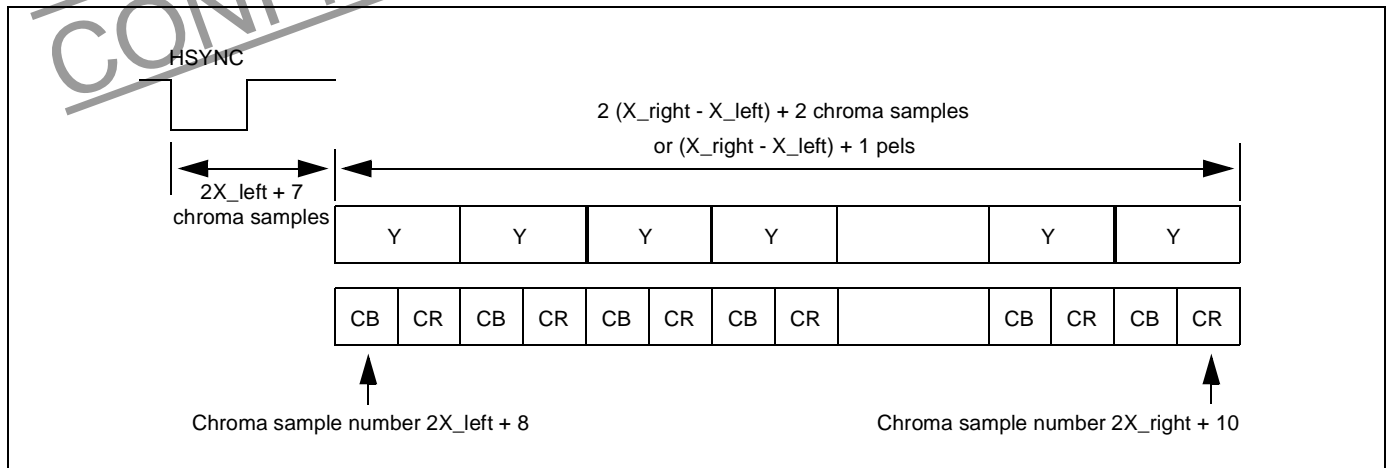 HSYNC
2 (X_right - X_left) + 2 chroma samples
or (X_right - X_left) + 1 pels
2X_left + 7
chroma samples
Y Y Y Y Y Y
CB CR CB CR CB CR CB CR CB CR CB CR
Chroma sample number 2X_left + 8
Chroma sample number 2X_right + 10